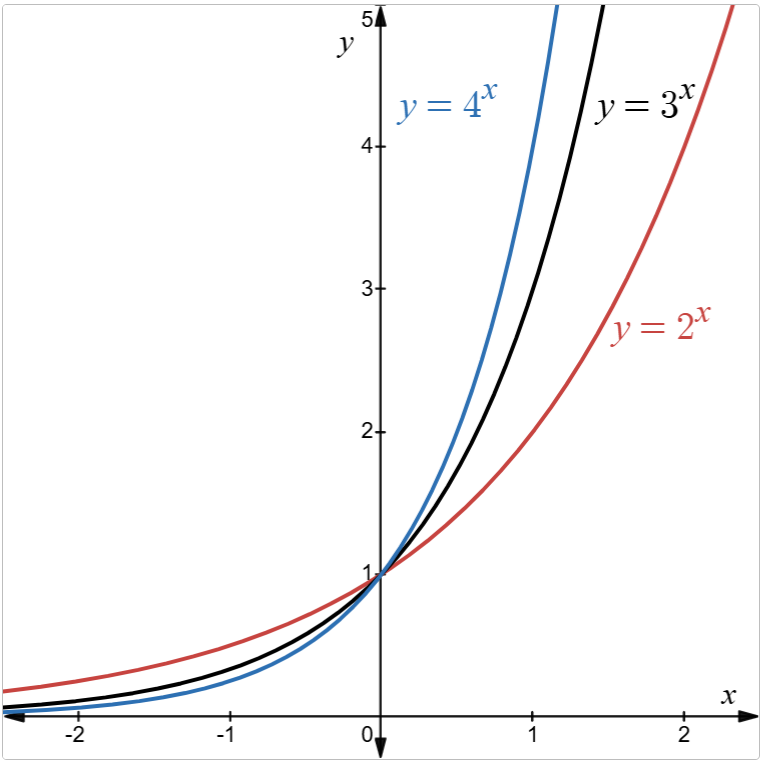 5
y
y = 4^x
y = 3^x
4
3
y = 2^x
2
1
x
-2 -1 0 1 2